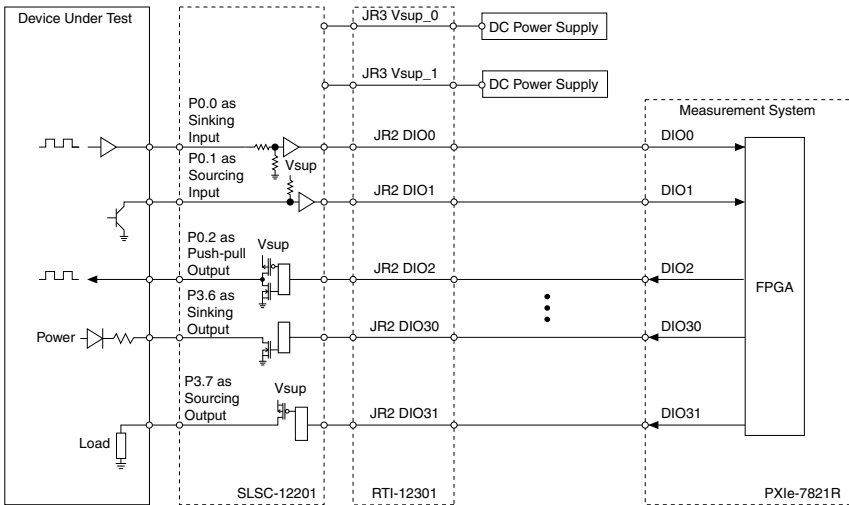 Device Under Test
JR3 Vsup_0
DC Power Supply
JR3 Vsup_1
DC Power Supply
Measurement System
P0.0 as
Sinking
Input
JR2 DIO0
DIO0
P0.1 as
Sourcing
Input
Vsup
JR2 DIO1
DIO1
P0.2 as
Push-pull
Output
Vsup
JR2 DIO2
DIO2
FPGA
P3.6 as
Sinking
Output
Power
JR2 DIO30
DIO30
P3.7 as
Sourcing
Output
Vsup
JR2 DIO31
DIO31
Load
SLSC-12201
RTI-12301
PXIe-7821R